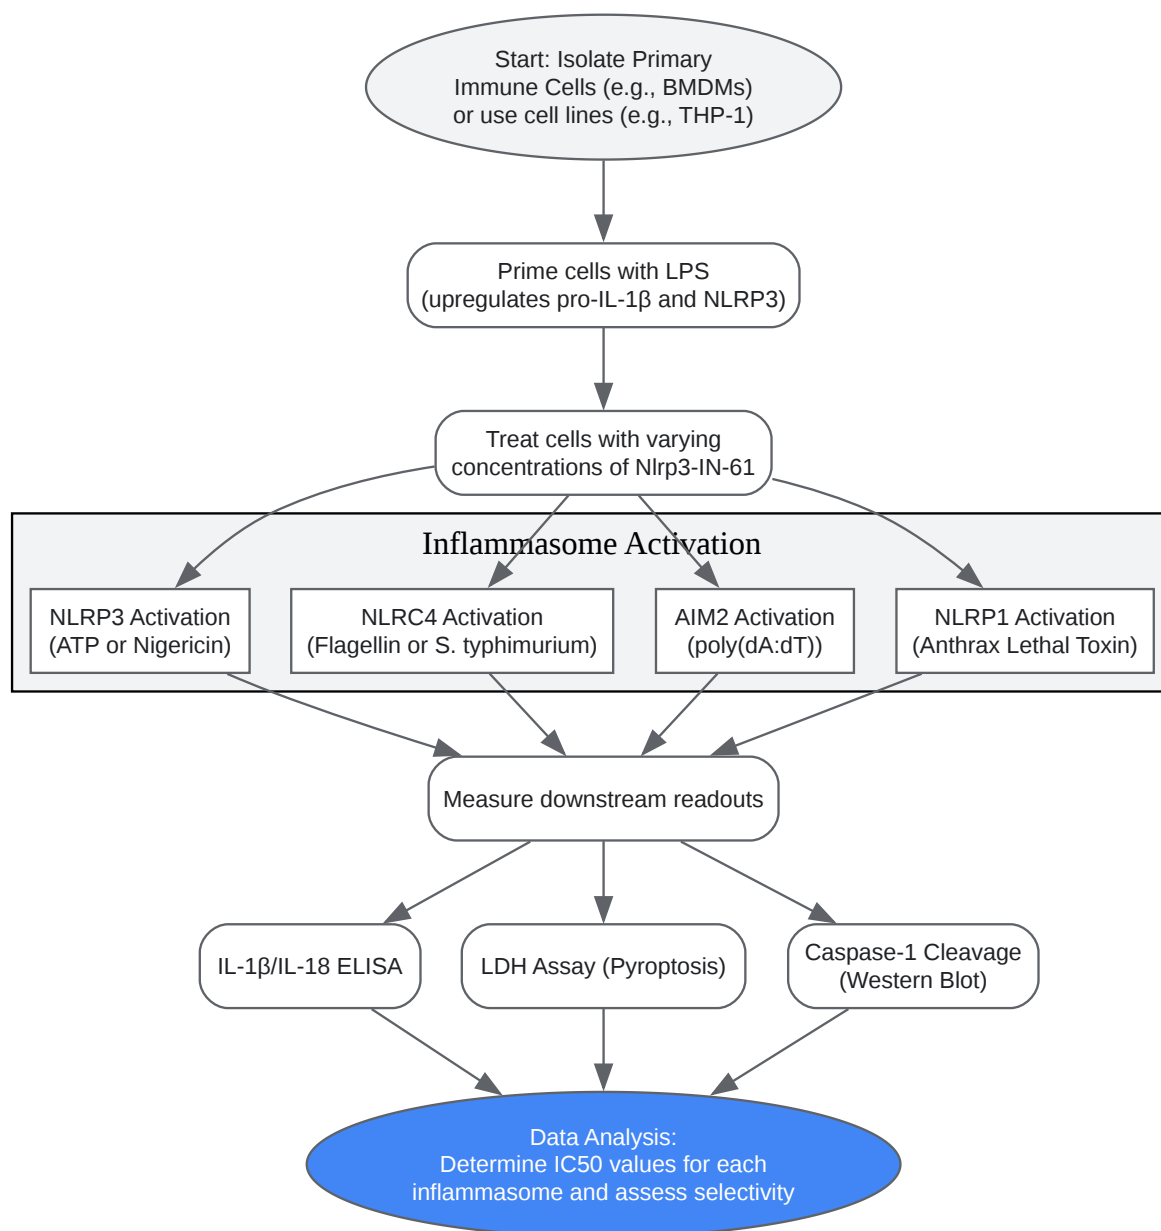 Start: Isolate Primary
Immune Cells (e.g., BMDMs)
or use cell lines (e.g., THP-1)
Prime cells with LPS
(upregulates pro-IL-1β and NLRP3)
Treat cells with varying
concentrations of Nlrp3-IN-61
Inflammasome Activation
NLRP3 Activation
(ATP or Nigericin)
NLRC4 Activation
(Flagellin or S. typhimurium)
AIM2 Activation
(poly(dA:dT))
NLRP1 Activation
(Anthrax Lethal Toxin)
Measure downstream readouts
IL-1β/IL-18 ELISA
LDH Assay (Pyroptosis)
Caspase-1 Cleavage
(Western Blot)
Data Analysis:
Determine IC50 values for each
inflammasome and assess selectivity